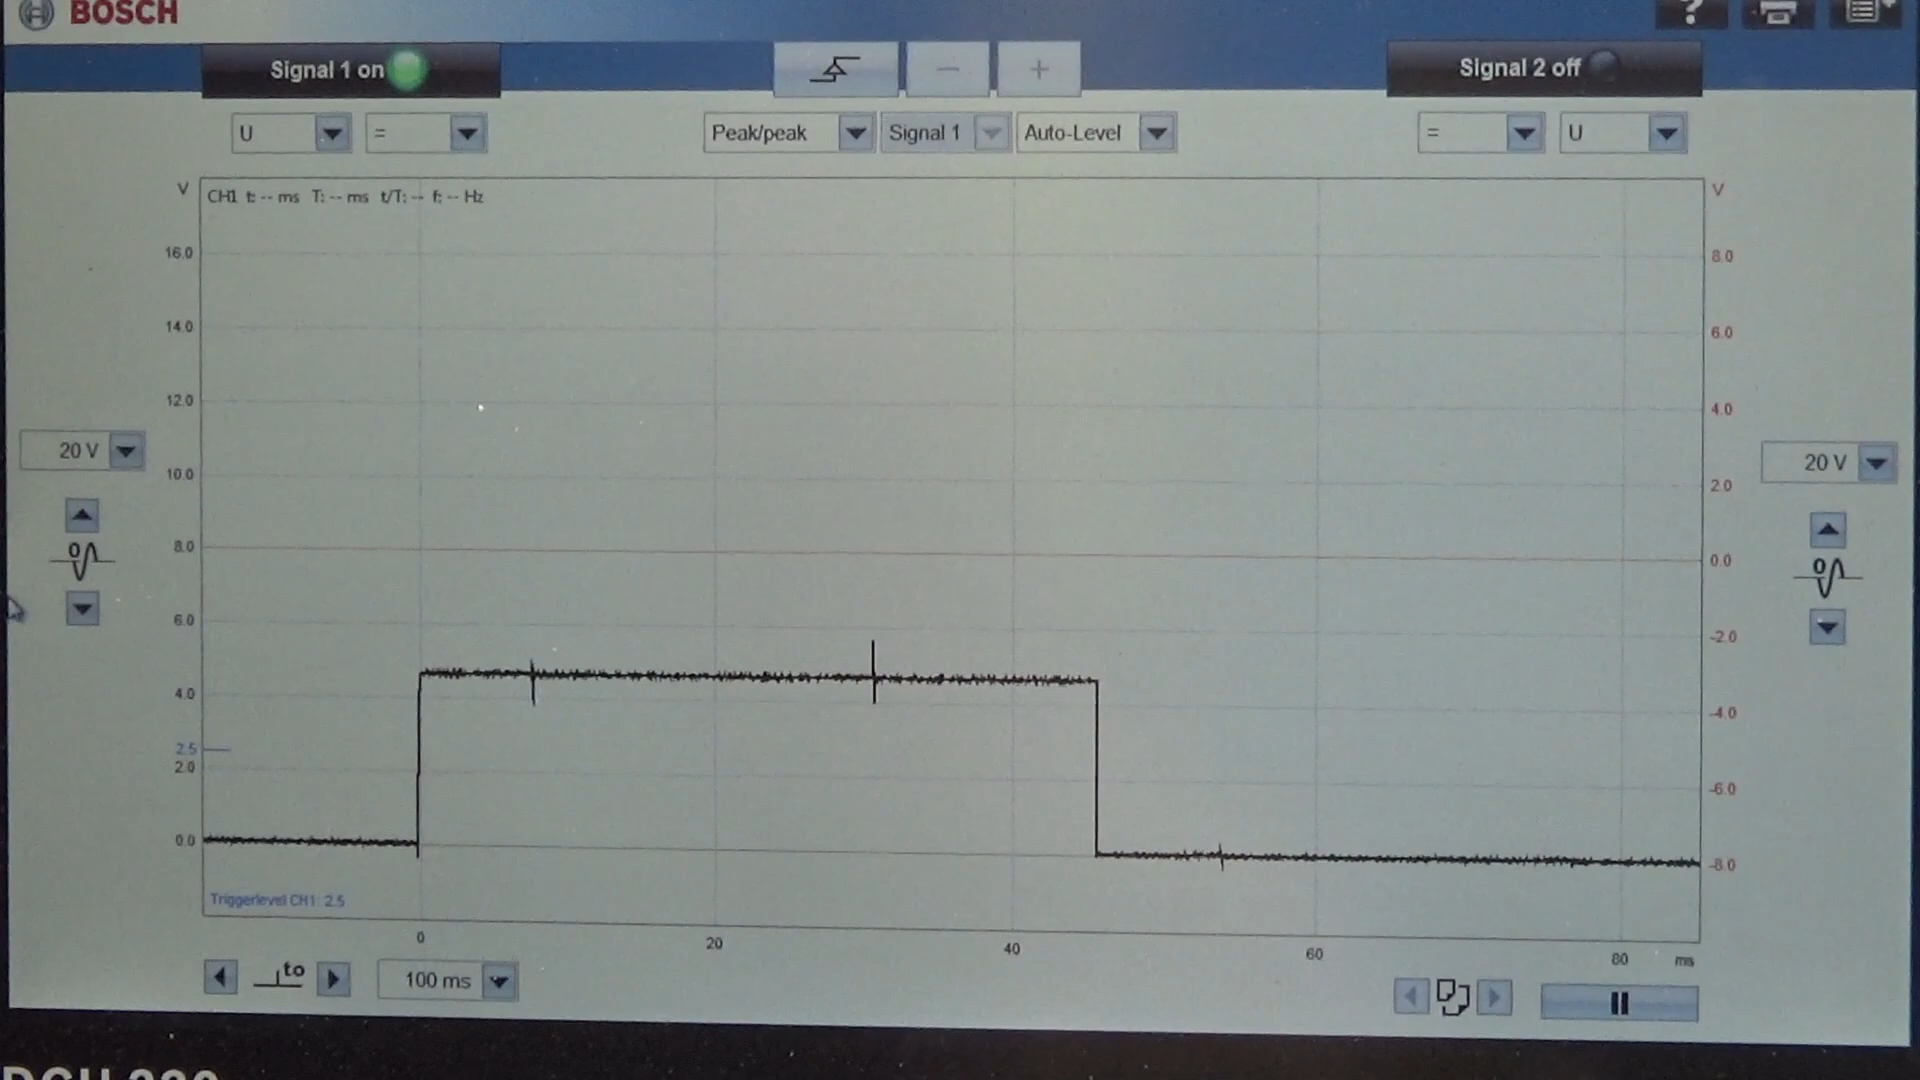 BOSCH
?
Signal 1 on
Signal 2 off
U
=
Peak/peak
Signal 1
Auto-Level
=
U
V
CH1 t: -- ms T: -- ms t/T: -- f: -- Hz
V
16.0
14.0
12.0
10.0
8.0
6.0
4.0
2.5
2.0
0.0
8.0
6.0
4.0
2.0
0.0
-2.0
-4.0
-6.0
-8.0
20 V
0
20 V
0
Triggerlevel CH1: 2.5
0
20
40
60
80
ms
to
100 ms